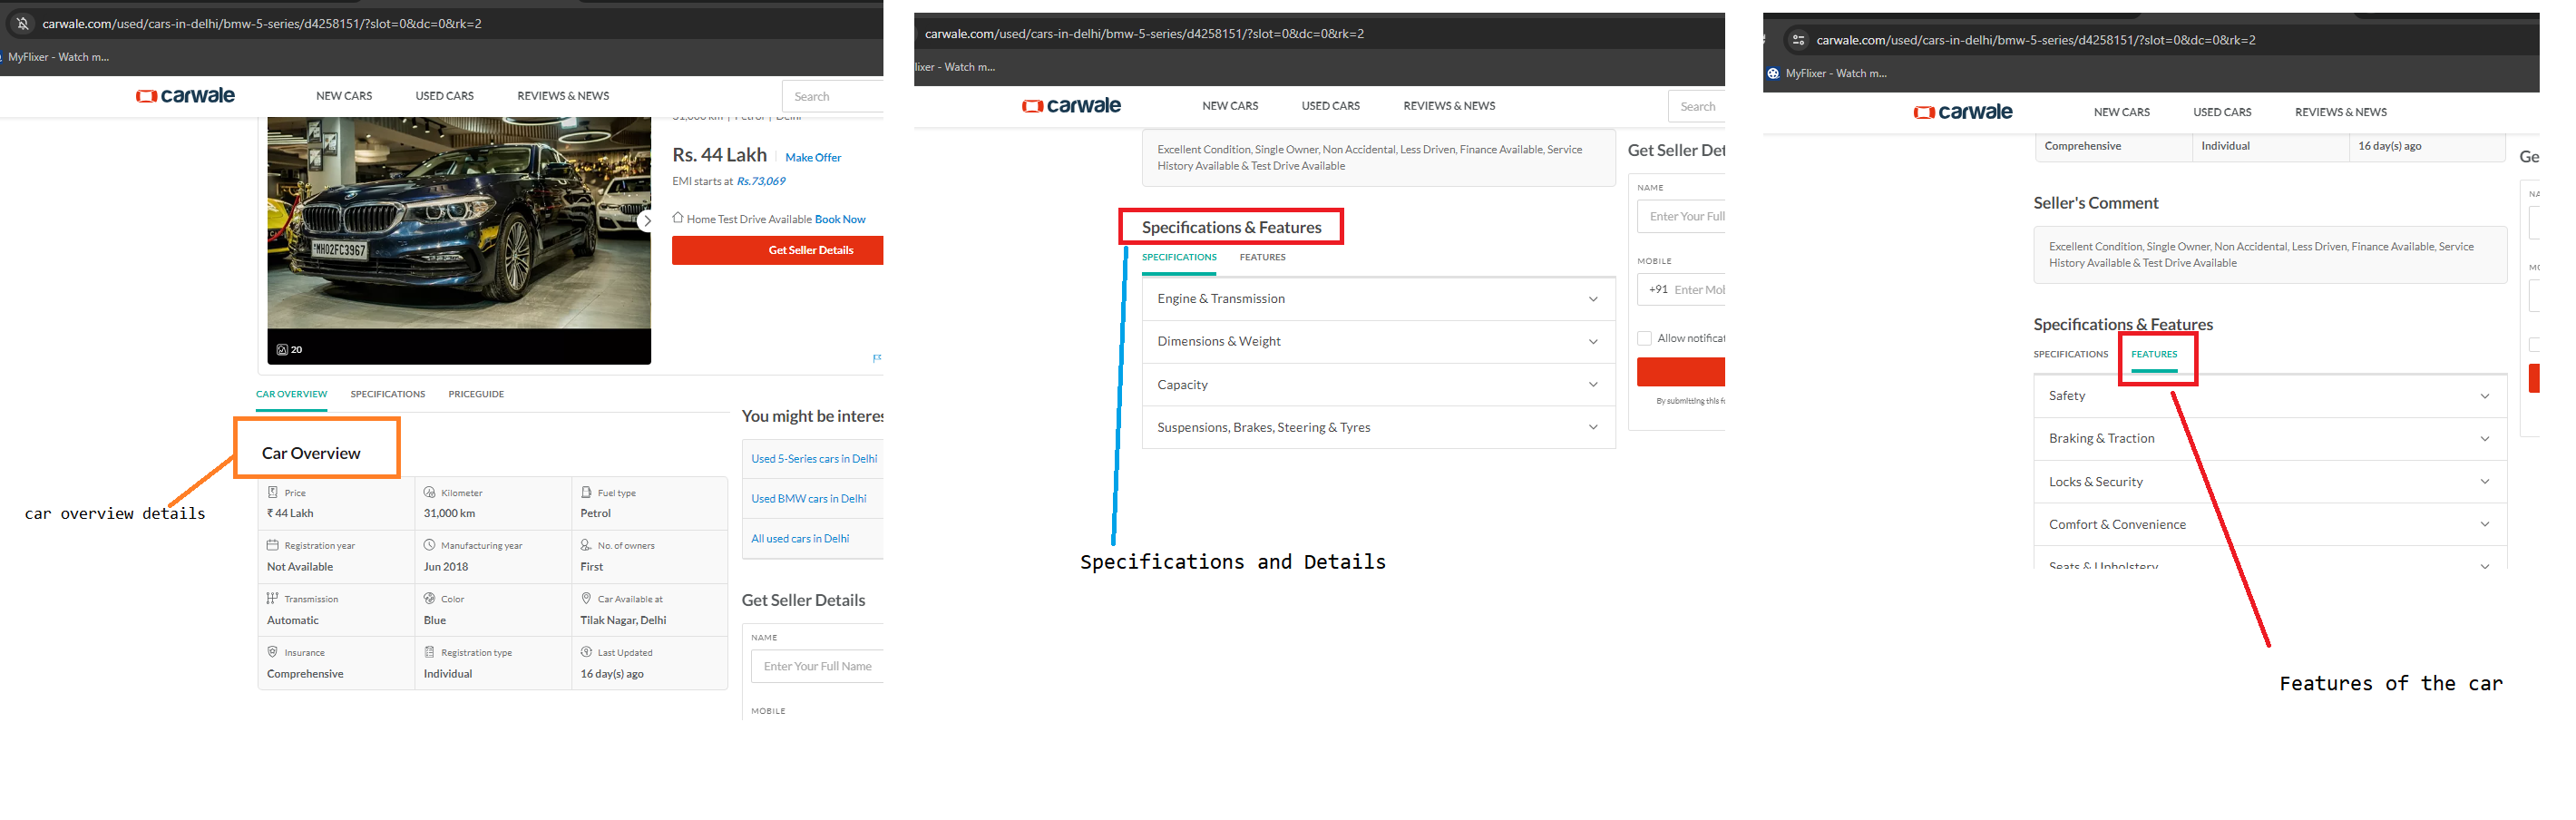 carwale.com/used/cars-in-delhi/bmw-5-series/d4258151/?slot=0&dc=0&rk=2
MyFlixer - Watch m...
carwale
NEW CARS
USED CARS
REVIEWS & NEWS
Search
31,000 km | Petrol | Delhi
Rs. 44 Lakh
Make Offer
EMI starts at Rs.73,069
Home Test Drive Available Book Now
Get Seller Details
MH02FC3967
20
CAR OVERVIEW
SPECIFICATIONS
PRICEGUIDE
Car Overview
car overview details
Price
₹ 44 Lakh
Kilometer
31,000 km
Fuel type
Petrol
Registration year
Not Available
Manufacturing year
Jun 2018
No. of owners
First
Transmission
Automatic
Color
Blue
Car Available at
Tilak Nagar, Delhi
Insurance
Comprehensive
Registration type
Individual
Last Updated
16 day(s) ago
You might be interes
Used 5-Series cars in Delhi
Used BMW cars in Delhi
All used cars in Delhi
Get Seller Details
NAME
Enter Your Full Name
MOBILE
carwale.com/used/cars-in-delhi/bmw-5-series/d4258151/?slot=0&dc=0&rk=2
lixer - Watch m...
carwale
NEW CARS
USED CARS
REVIEWS & NEWS
Search
Excellent Condition, Single Owner, Non Accidental, Less Driven, Finance Available, Service
History Available & Test Drive Available
Specifications & Features
SPECIFICATIONS
FEATURES
Engine & Transmission
Dimensions & Weight
Capacity
Suspensions, Brakes, Steering & Tyres
Get Seller Det
NAME
Enter Your Full
MOBILE
+91 Enter Mob
Allow notificat
By submitting this f
Specifications and Details
carwale.com/used/cars-in-delhi/bmw-5-series/d4258151/?slot=0&dc=0&rk=2
MyFlixer - Watch m...
carwale
NEW CARS
USED CARS
REVIEWS & NEWS
Comprehensive
Individual
16 day(s) ago
Seller's Comment
Excellent Condition, Single Owner, Non Accidental, Less Driven, Finance Available, Service
History Available & Test Drive Available
Specifications & Features
SPECIFICATIONS
FEATURES
Safety
Braking & Traction
Locks & Security
Comfort & Convenience
Seats & Upholstery
Ge
NA
MO
Features of the car